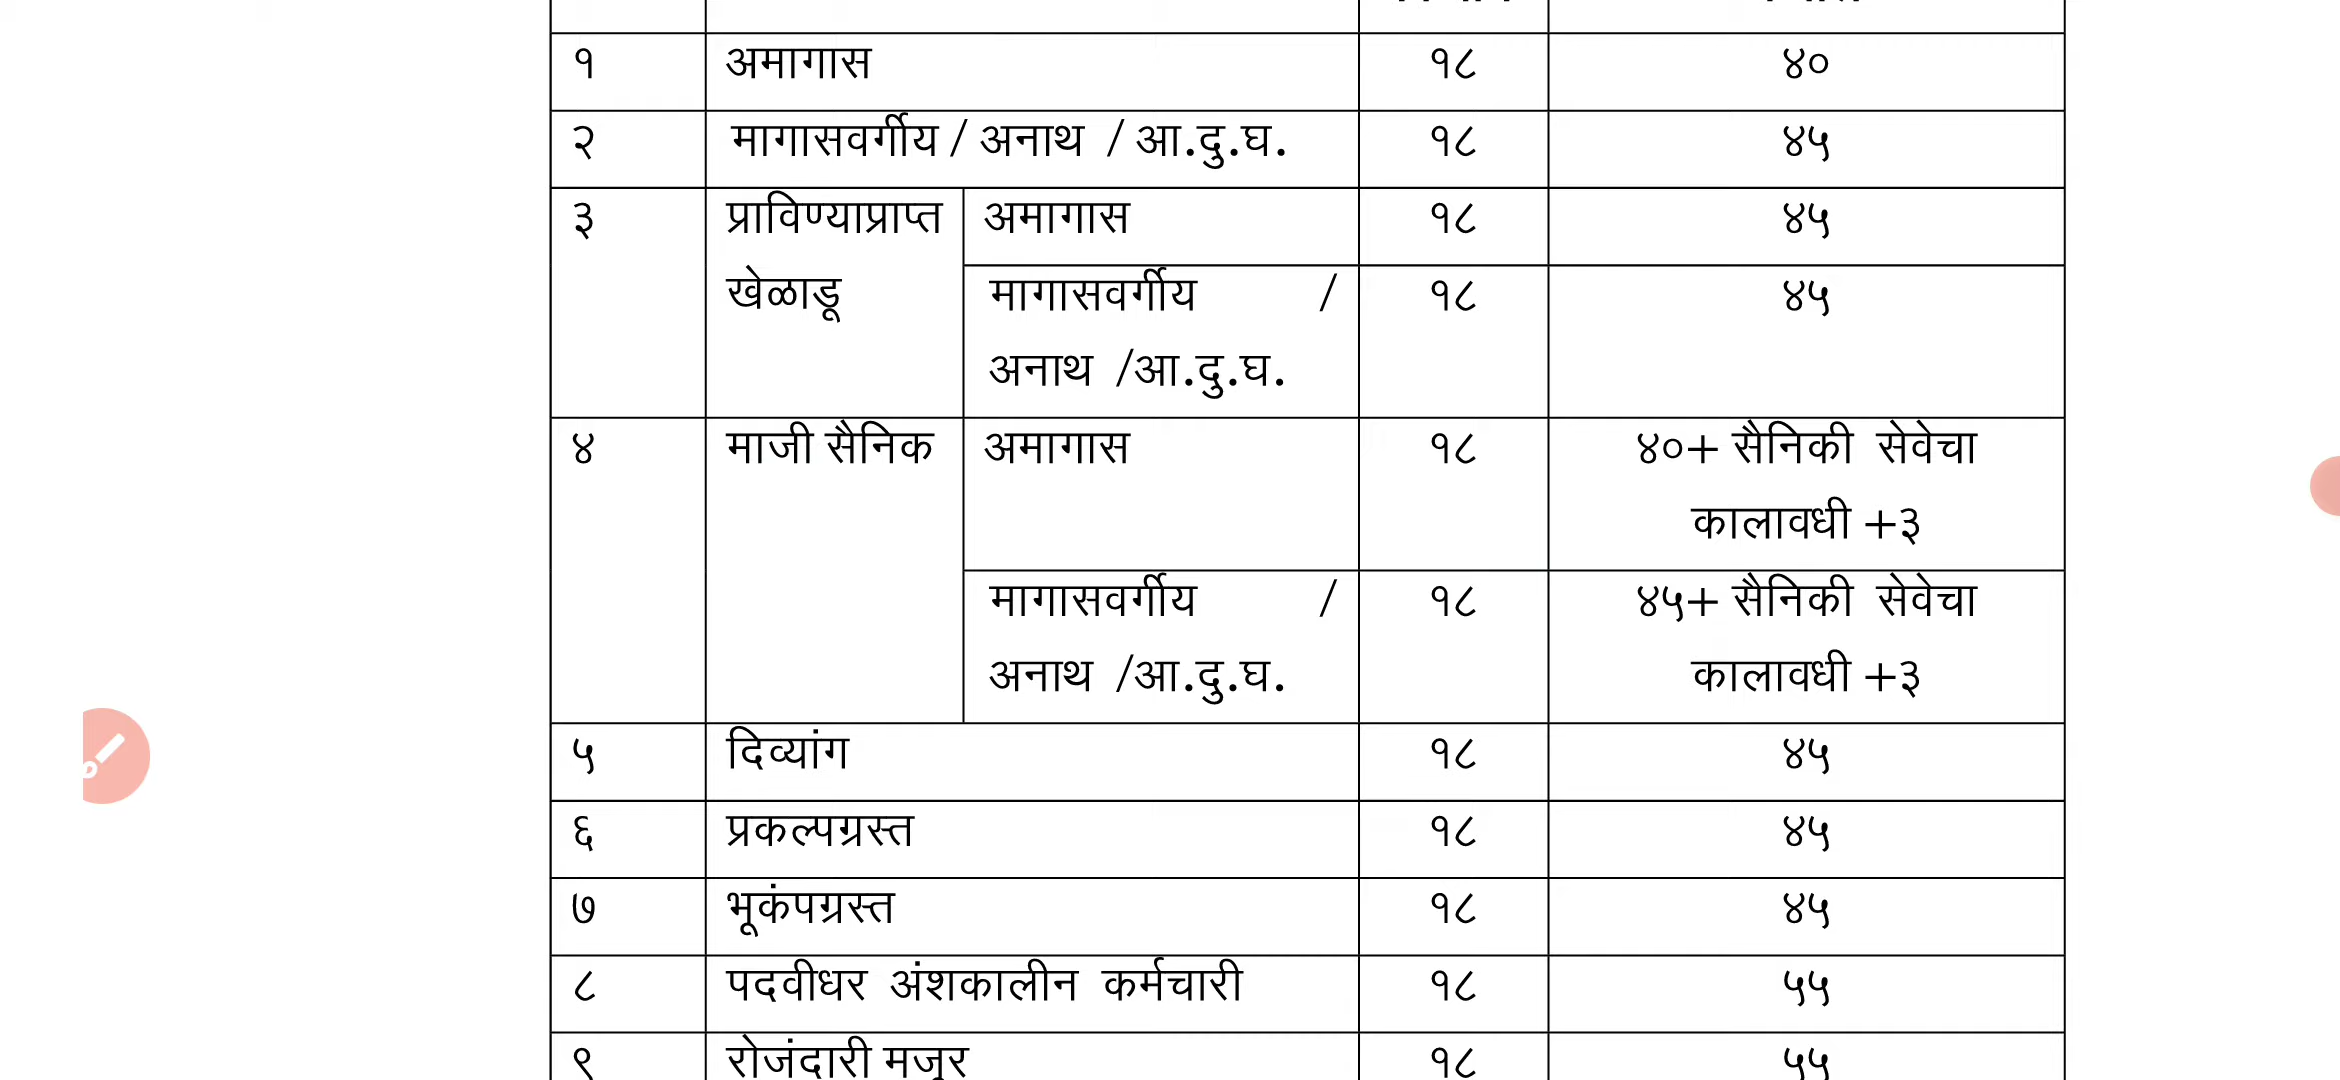 १ अमागास १८ ४०
२ मागासवर्गीय / अनाथ / आ.दु.घ. १८ ४५
३ प्राविण्याप्राप्त अमागास १८ ४५
खेळाडू मागासवर्गीय / १८ ४५
अनाथ /आ.दु.घ.
४ माजी सैनिक अमागास १८ ४०+ सैनिकी सेवेचा
कालावधी +३
मागासवर्गीय / १८ ४५+ सैनिकी सेवेचा
अनाथ /आ.दु.घ. कालावधी +३
५ दिव्यांग १८ ४५
६ प्रकल्पग्रस्त १८ ४५
७ भूकंपग्रस्त १८ ४५
८ पदवीधर अंशकालीन कर्मचारी १८ ५५
९ रोजंदारी मजूर १८ ५५